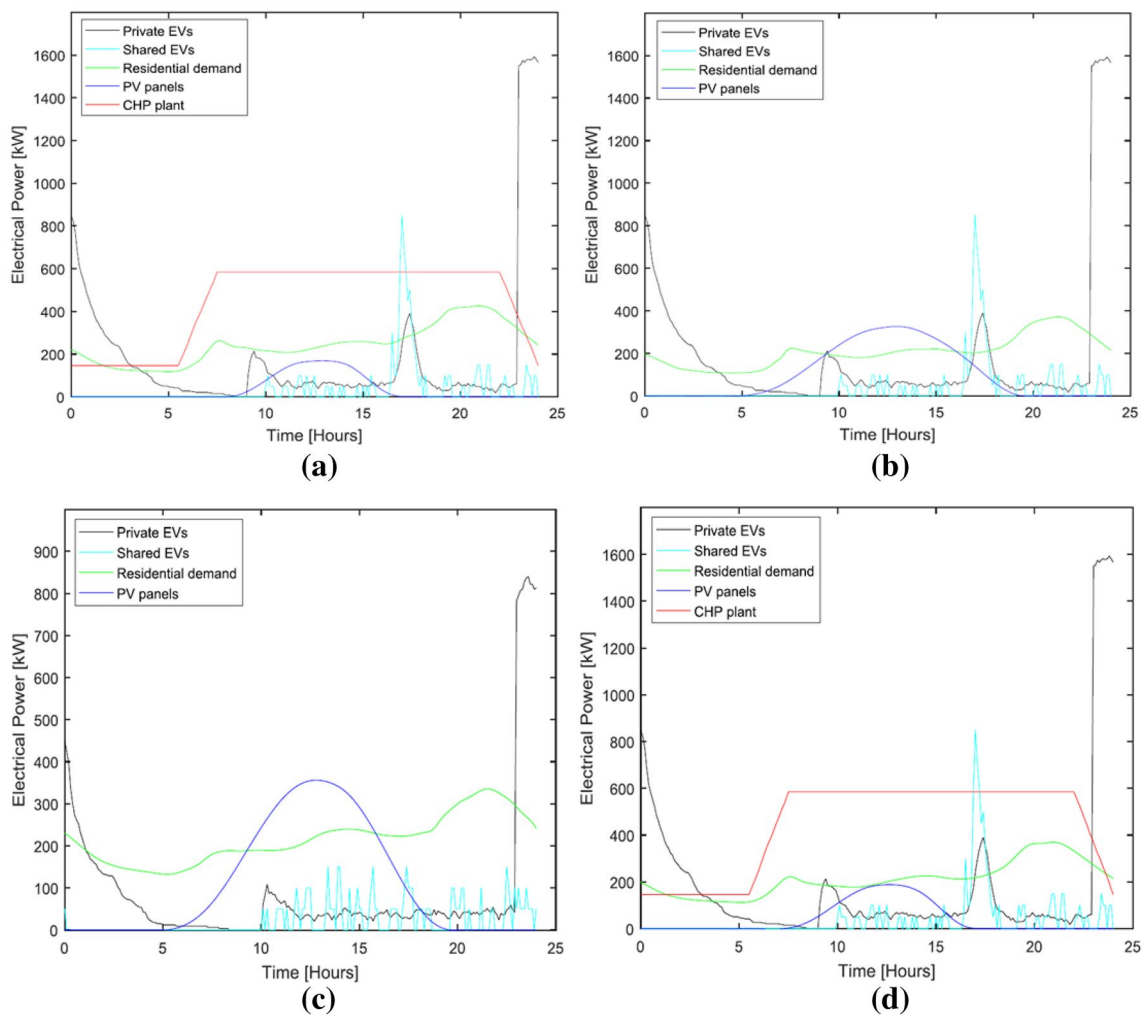 Private EVs
Shared EVs
Residential demand
PV panels
CHP plant
Electrical Power [kW]
1600
1400
1200
1000
800
600
400
200
0
0 5 10 15 20 25
Time [Hours]
(a)
Private EVs
Shared EVs
Residential demand
PV panels
Electrical Power [kW]
1600
1400
1200
1000
800
600
400
200
0
0 5 10 15 20 25
Time [Hours]
(b)
Private EVs
Shared EVs
Residential demand
PV panels
Electrical Power [kW]
900
800
700
600
500
400
300
200
100
0
0 5 10 15 20 25
Time [Hours]
(c)
Private EVs
Shared EVs
Residential demand
PV panels
CHP plant
Electrical Power [kW]
1600
1400
1200
1000
800
600
400
200
0
0 5 10 15 20 25
Time [Hours]
(d)